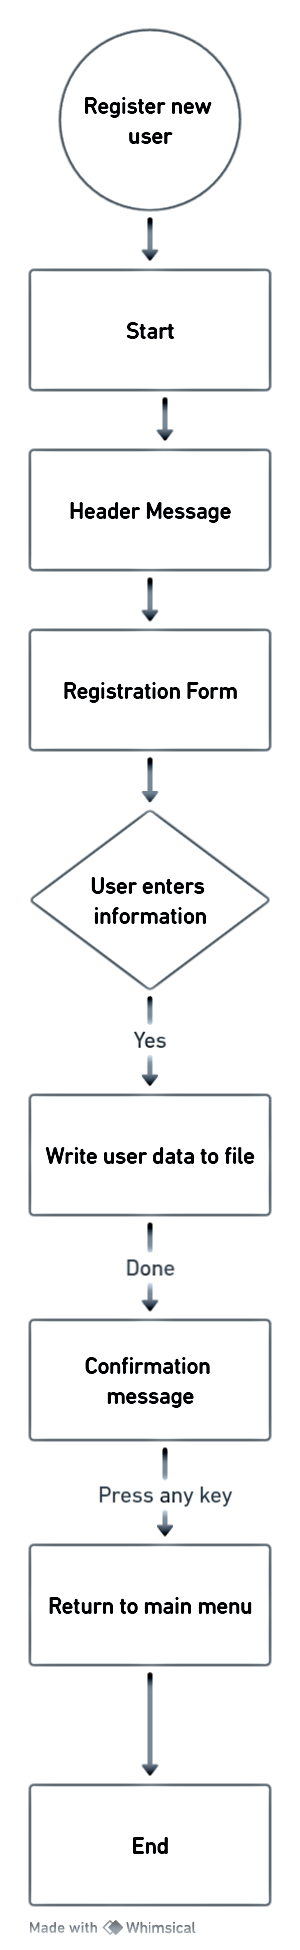 Register new
user
Start
Header Message
Registration Form
User enters
information
Yes
Write user data to file
Done
Confirmation
message
Press any key
Return to main menu
End
Made with Whimsical